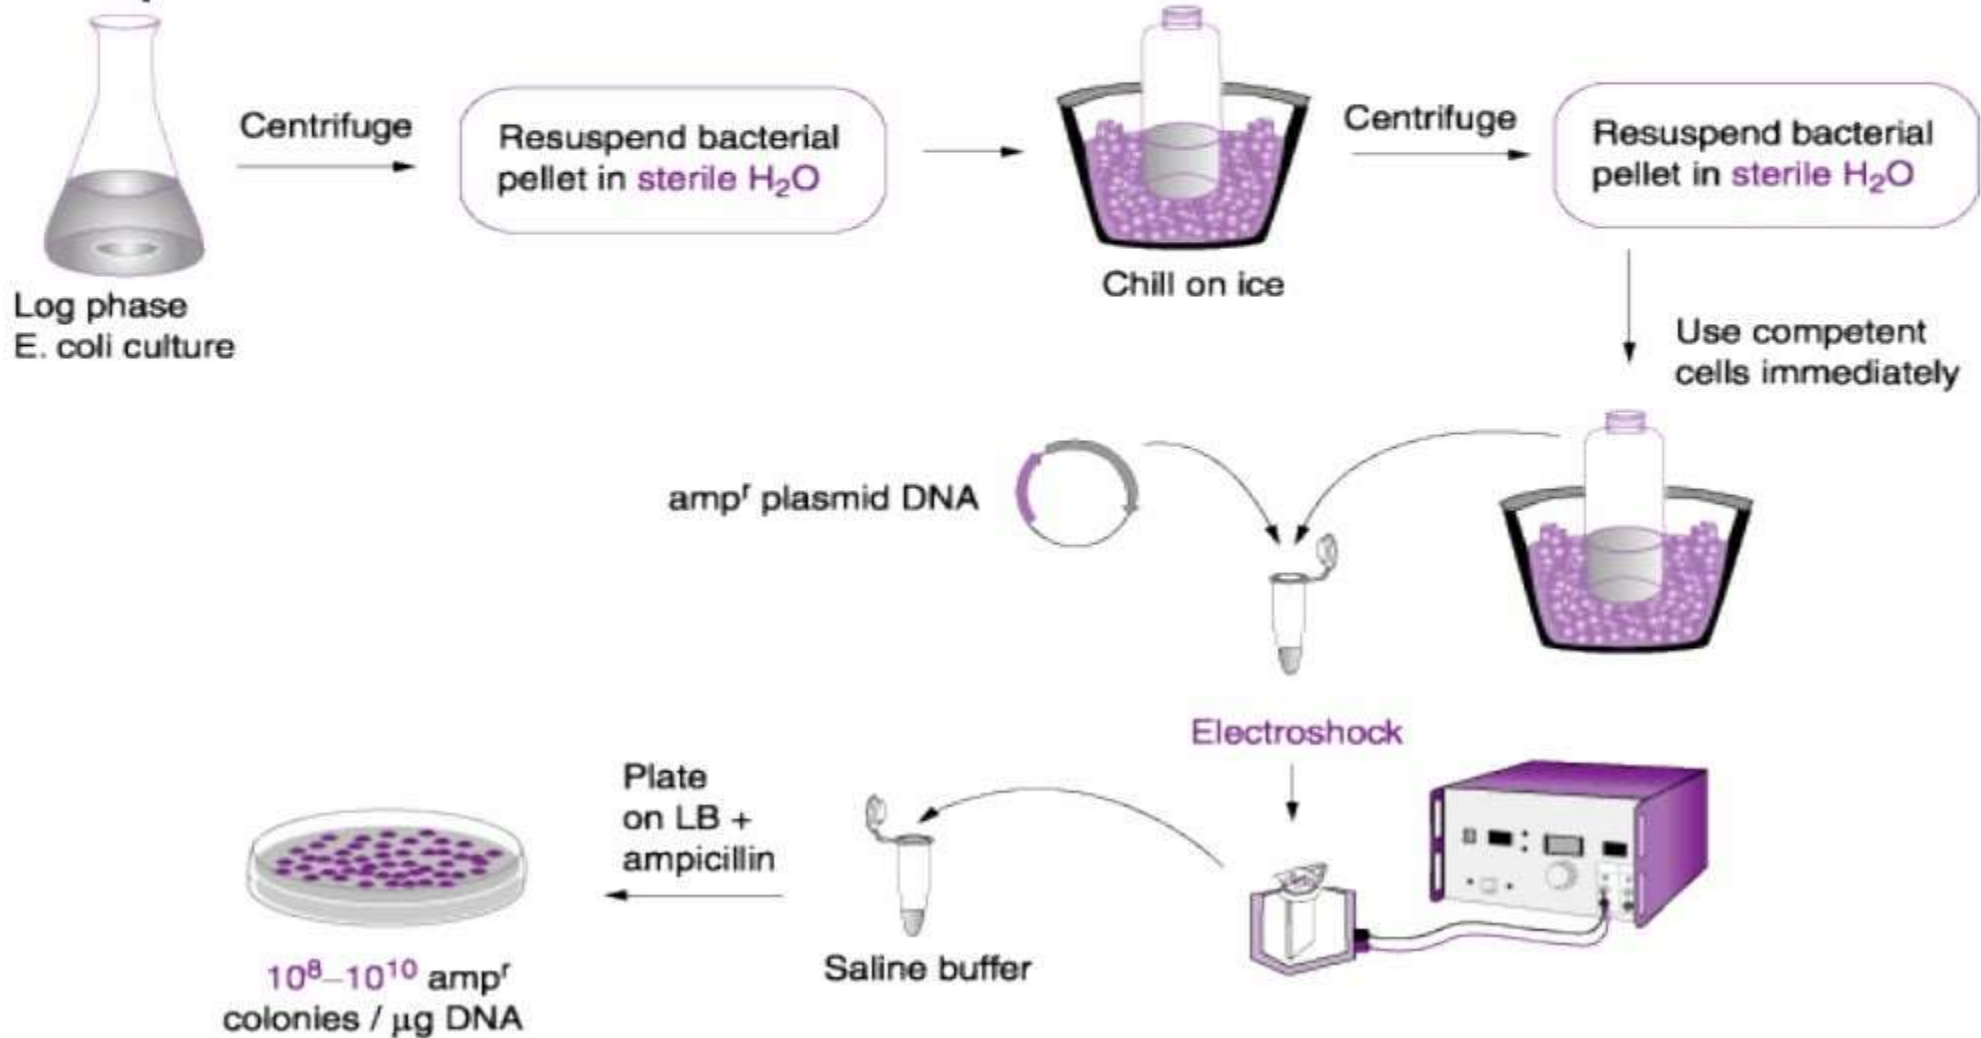 Log phase
E. coli culture
Centrifuge
Resuspend bacterial
pellet in sterile H₂O
Chill on ice
Centrifuge
Resuspend bacterial
pellet in sterile H₂O
Use competent
cells immediately
ampʳ plasmid DNA
Electroshock
Saline buffer
Plate
on LB +
ampicillin
10⁸–10¹⁰ ampʳ
colonies / μg DNA